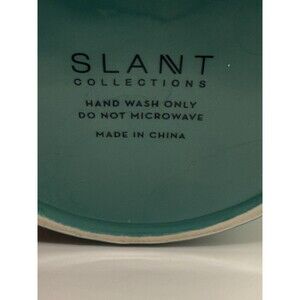 SLANT
COLLECTIONS
HAND WASH ONLY
DO NOT MICROWAVE
MADE IN CHINA